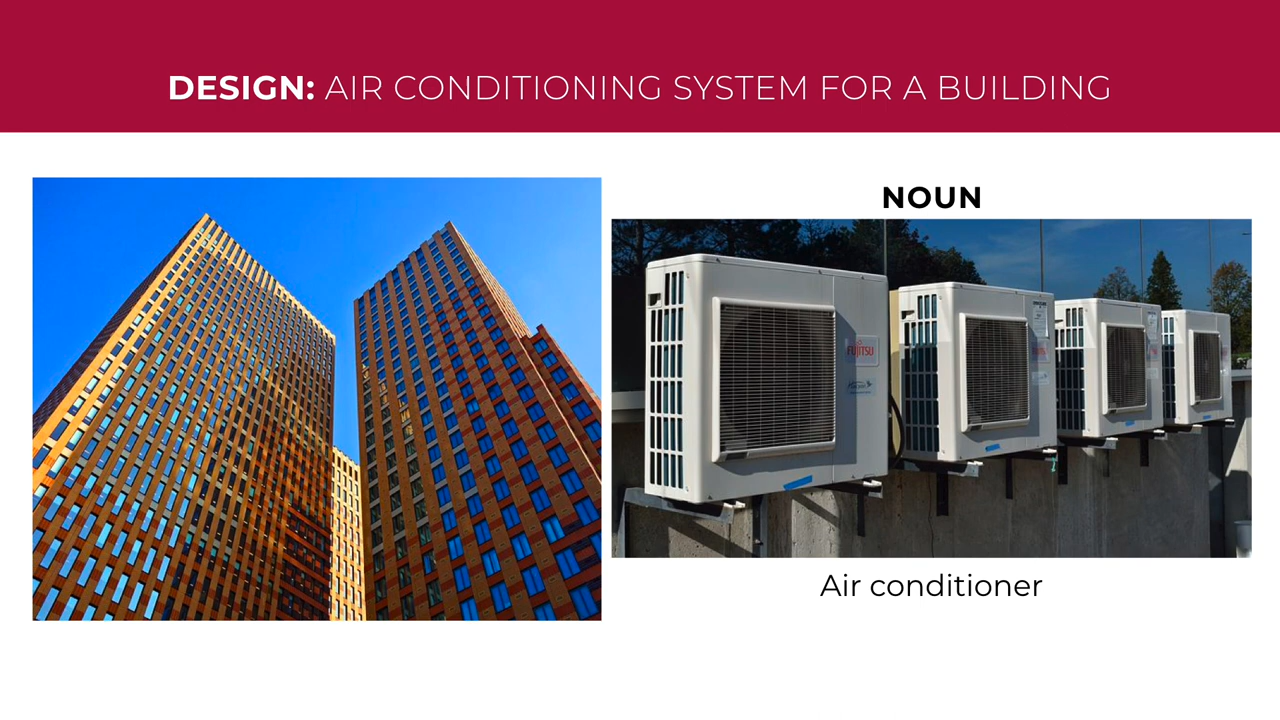 DESIGN: AIR CONDITIONING SYSTEM FOR A BUILDING
NOUN
FUJITSU
Air conditioner